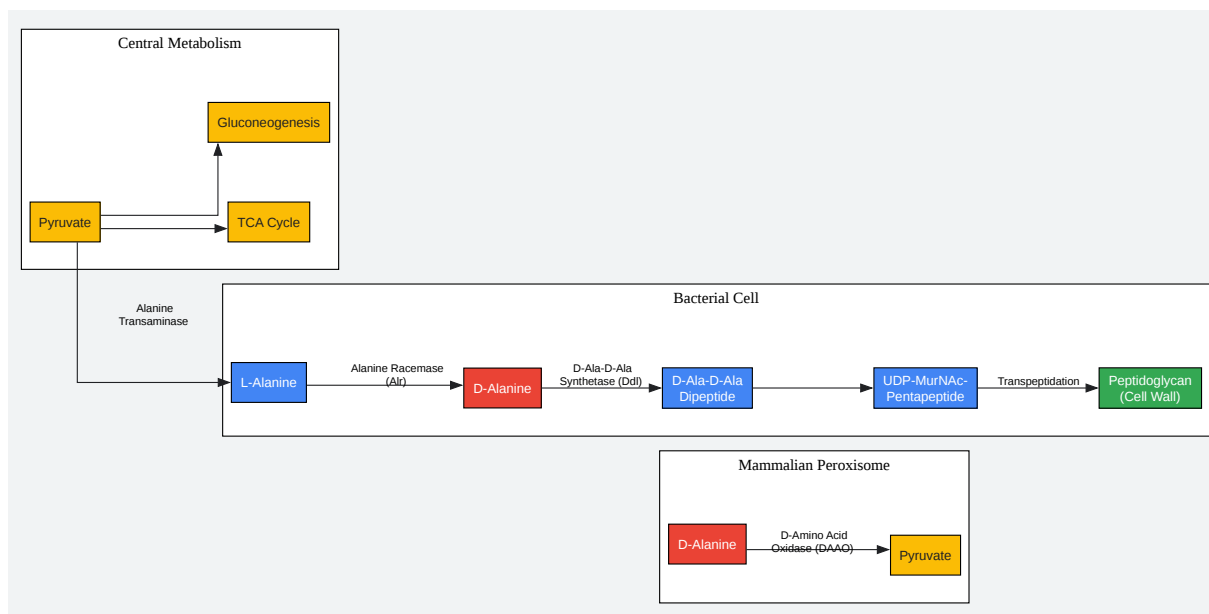 Central Metabolism
Gluconeogenesis
Pyruvate
TCA Cycle
Alanine
Transaminase
Bacterial Cell
L-Alanine
Alanine Racemase
(Alr)
D-Alanine
D-Ala-D-Ala
Synthetase (Ddl)
D-Ala-D-Ala
Dipeptide
UDP-MurNAc-
Pentapeptide
Transpeptidation
Peptidoglycan
(Cell Wall)
Mammalian Peroxisome
D-Alanine
D-Amino Acid
Oxidase (DAAO)
Pyruvate